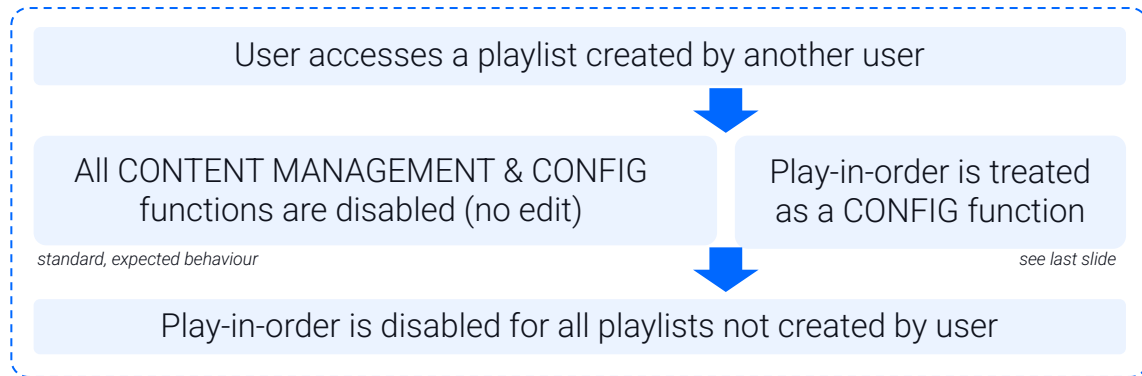 User accesses a playlist created by another user
All CONTENT MANAGEMENT & CONFIG
functions are disabled (no edit)
Play-in-order is treated
as a CONFIG function
standard, expected behaviour
see last slide
Play-in-order is disabled for all playlists not created by user